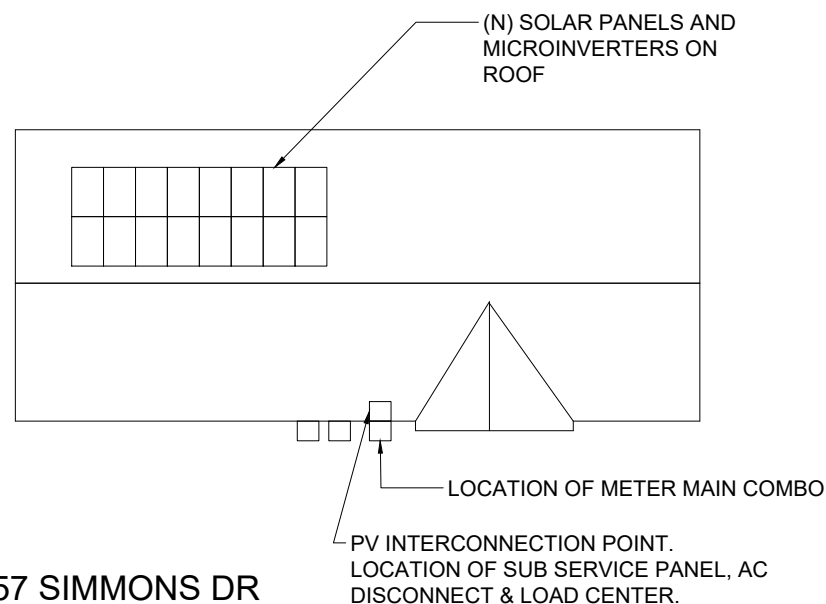 (N) SOLAR PANELS AND
MICROINVERTERS ON
ROOF
LOCATION OF METER MAIN COMBO
PV INTERCONNECTION POINT.
LOCATION OF SUB SERVICE PANEL, AC
DISCONNECT & LOAD CENTER.
57 SIMMONS DR